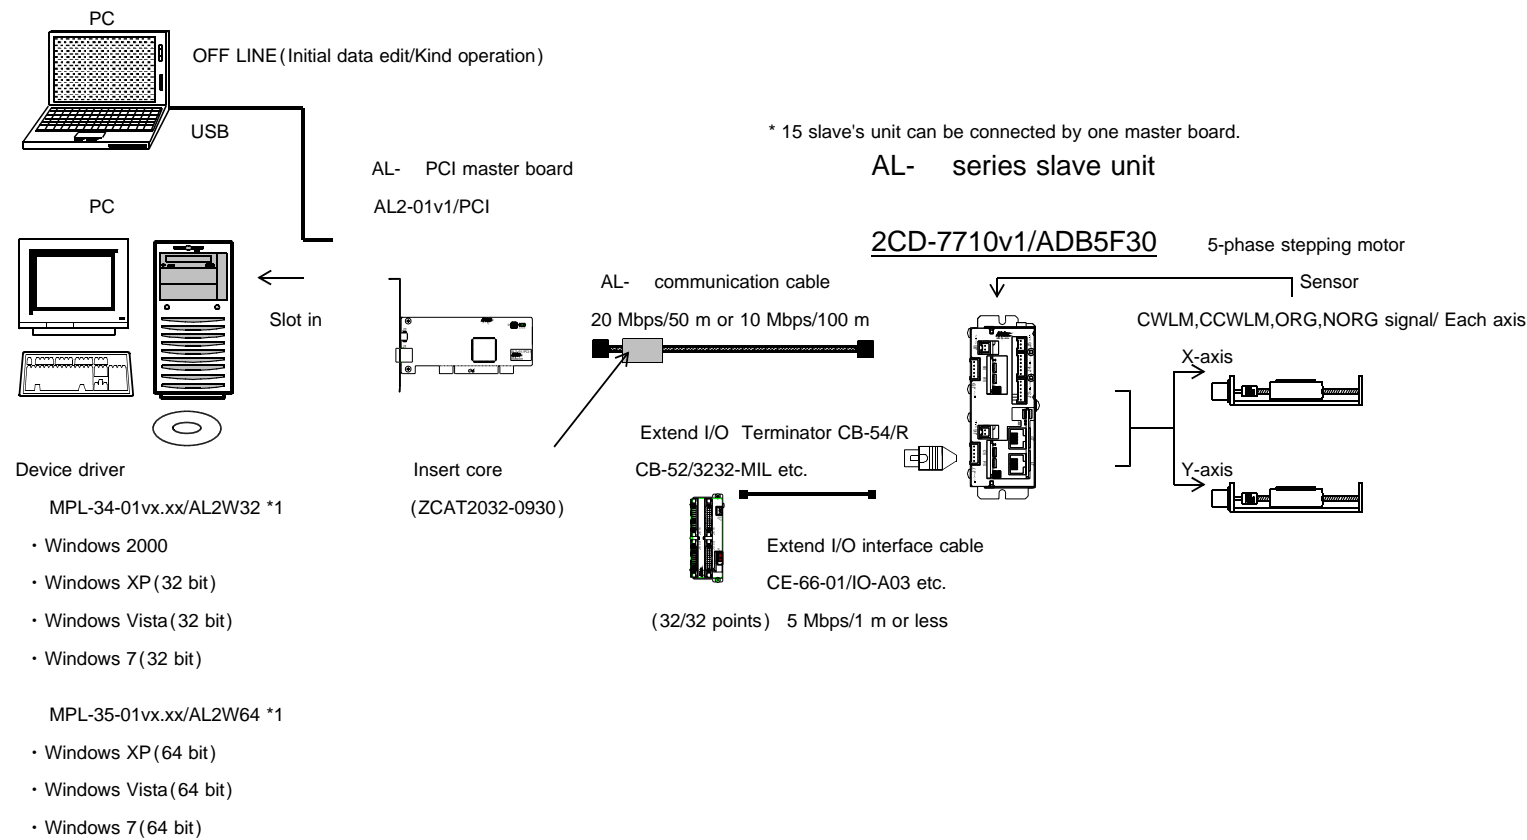 PC
OFF LINE(Initial data edit/Kind operation)
USB
* 15 slave's unit can be connected by one master board.
AL- PCI master board
AL- series slave unit
PC
AL2-01v1/PCI
2CD-7710v1/ADB5F30
5-phase stepping motor
AL- communication cable
Sensor
Slot in
20 Mbps/50 m or 10 Mbps/100 m
CWLM,CCWLM,ORG,NORG signal/ Each axis
X-axis
Extend I/O Terminator CB-54/R
Device driver
Insert core
CB-52/3232-MIL etc.
Y-axis
MPL-34-01vx.xx/AL2W32 *1
(ZCAT2032-0930)
・Windows 2000
Extend I/O interface cable
・Windows XP(32 bit)
CE-66-01/IO-A03 etc.
・Windows Vista(32 bit)
(32/32 points) 5 Mbps/1 m or less
・Windows 7(32 bit)
MPL-35-01vx.xx/AL2W64 *1
・Windows XP(64 bit)
・Windows Vista(64 bit)
・Windows 7(64 bit)